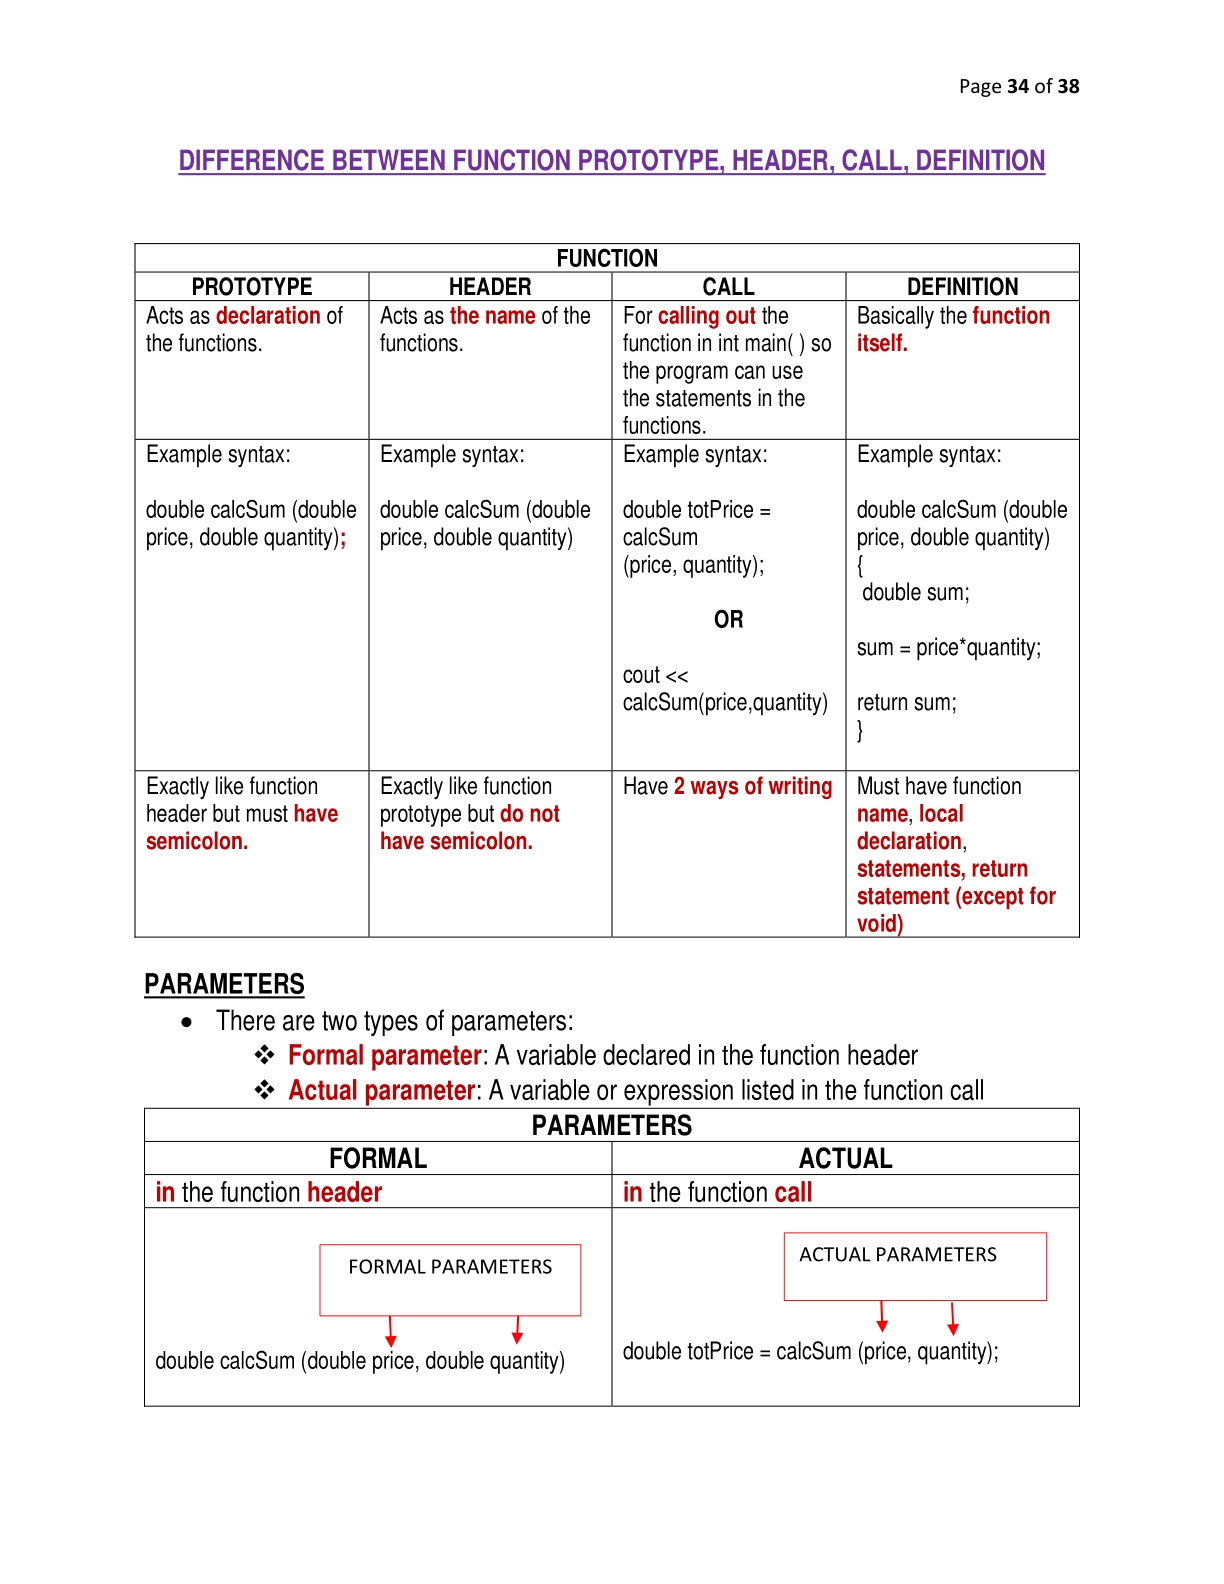 Page 34 of 38
DIFFERENCE BETWEEN FUNCTION PROTOTYPE, HEADER, CALL, DEFINITION
FUNCTION
PROTOTYPE
HEADER
CALL
DEFINITION
Acts as declaration of
the functions.
Acts as the name of the
functions.
For calling out the
function in int main( ) so
the program can use
the statements in the
functions.
Basically the function
itself.
Example syntax:
double calcSum (double
price, double quantity);
Example syntax:
double calcSum (double
price, double quantity)
Example syntax:
double totPrice =
calcSum
(price, quantity);
OR
cout <<
calcSum(price,quantity)
Example syntax:
double calcSum (double
price, double quantity)
{
double sum;
sum = price*quantity;
return sum;
}
Exactly like function
header but must have
semicolon.
Exactly like function
prototype but do not
have semicolon.
Have 2 ways of writing
Must have function
name, local
declaration,
statements, return
statement (except for
void)
PARAMETERS
• There are two types of parameters:
❖ Formal parameter: A variable declared in the function header
❖ Actual parameter: A variable or expression listed in the function call
PARAMETERS
FORMAL
ACTUAL
in the function header
in the function call
FORMAL PARAMETERS
double calcSum (double price, double quantity)
ACTUAL PARAMETERS
double totPrice = calcSum (price, quantity);